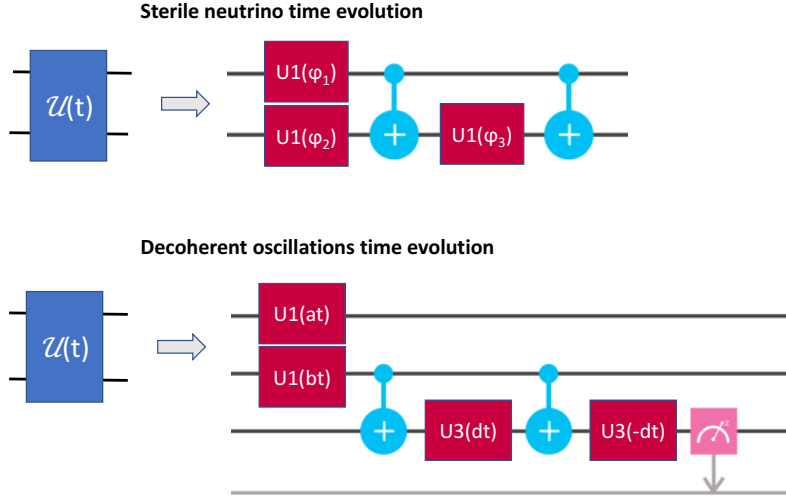 Sterile neutrino time evolution
𝒰(t)
U1(φ₁)
U1(φ₂)
U1(φ₃)
Decoherent oscillations time evolution
𝒰(t)
U1(at)
U1(bt)
U3(dt)
U3(-dt)
z